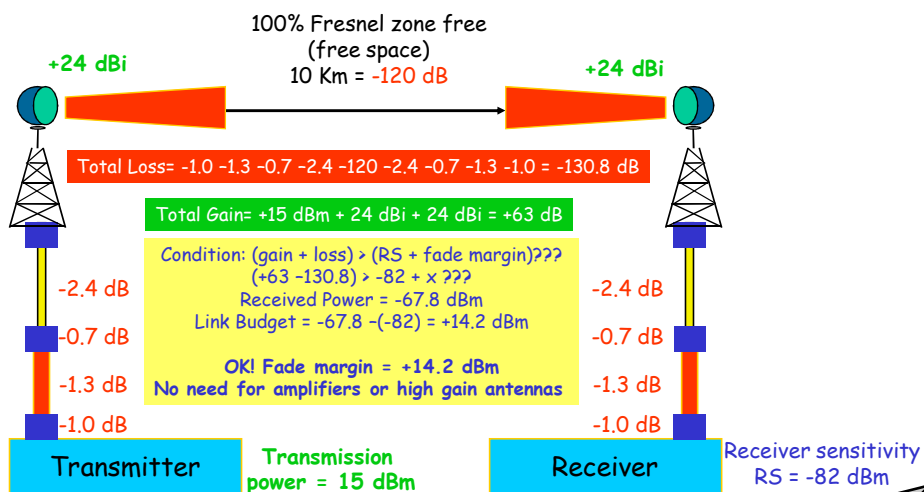 100% Fresnel zone free
(free space)
10 Km = -120 dB
+24 dBi
+24 dBi
Total Loss= -1.0 -1.3 -0.7 -2.4 -120 -2.4 -0.7 -1.3 -1.0 = -130.8 dB
Total Gain= +15 dBm + 24 dBi + 24 dBi = +63 dB
Condition: (gain + loss) > (RS + fade margin)???
(+63 -130.8) > -82 + x ???
Received Power = -67.8 dBm
Link Budget = -67.8 -(-82) = +14.2 dBm
OK! Fade margin = +14.2 dBm
No need for amplifiers or high gain antennas
-2.4 dB
-0.7 dB
-1.3 dB
-1.0 dB
-2.4 dB
-0.7 dB
-1.3 dB
-1.0 dB
Transmitter
Transmission
power = 15 dBm
Receiver
Receiver sensitivity
RS = -82 dBm